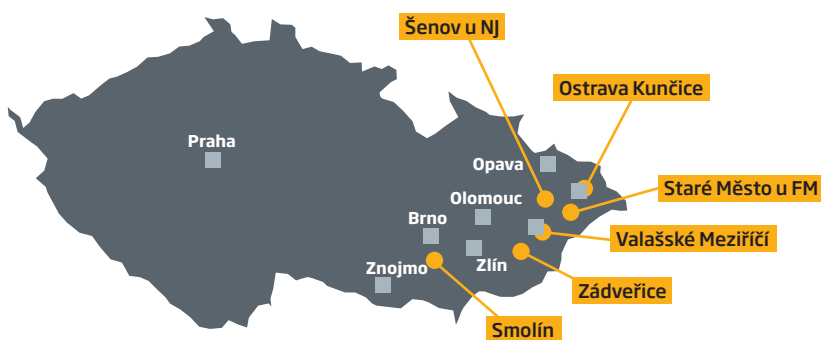 Šenov u NJ
Ostrava Kunčice
Praha
Opava
Staré Město u FM
Olomouc
Brno
Valašské Meziříčí
Znojmo
Zlín
Zádveřice
Smolín